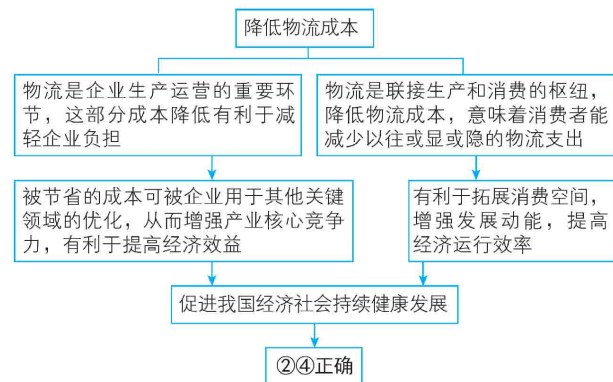 降低物流成本
物流是企业生产运营的重要环
节，这部分成本降低有利于减
轻企业负担
物流是联接生产和消费的枢纽，
降低物流成本，意味着消费者能
减少以往或显或隐的物流支出
被节省的成本可被企业用于其他关键
领域的优化，从而增强产业核心竞争
力，有利于提高经济效益
有利于拓展消费空间，
增强发展动能，提高
经济运行效率
促进我国经济社会持续健康发展
②④正确